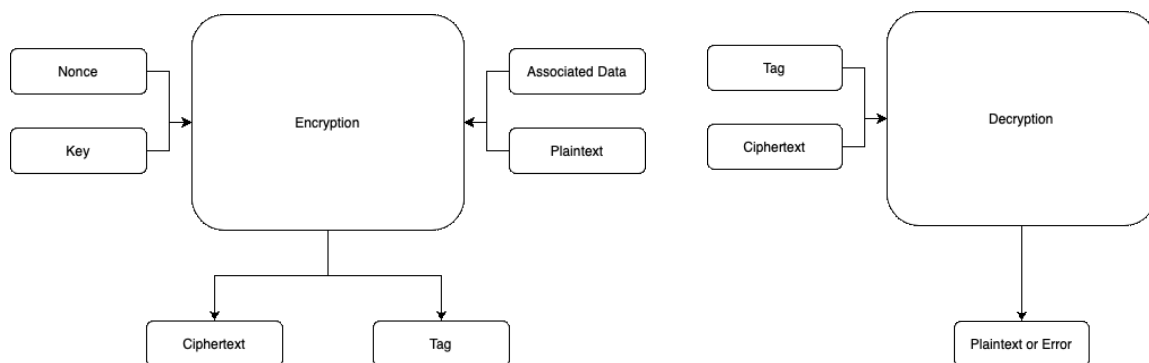 Nonce
Key
Encryption
Associated Data
Plaintext
Ciphertext
Tag
Tag
Ciphertext
Decryption
Plaintext or Error